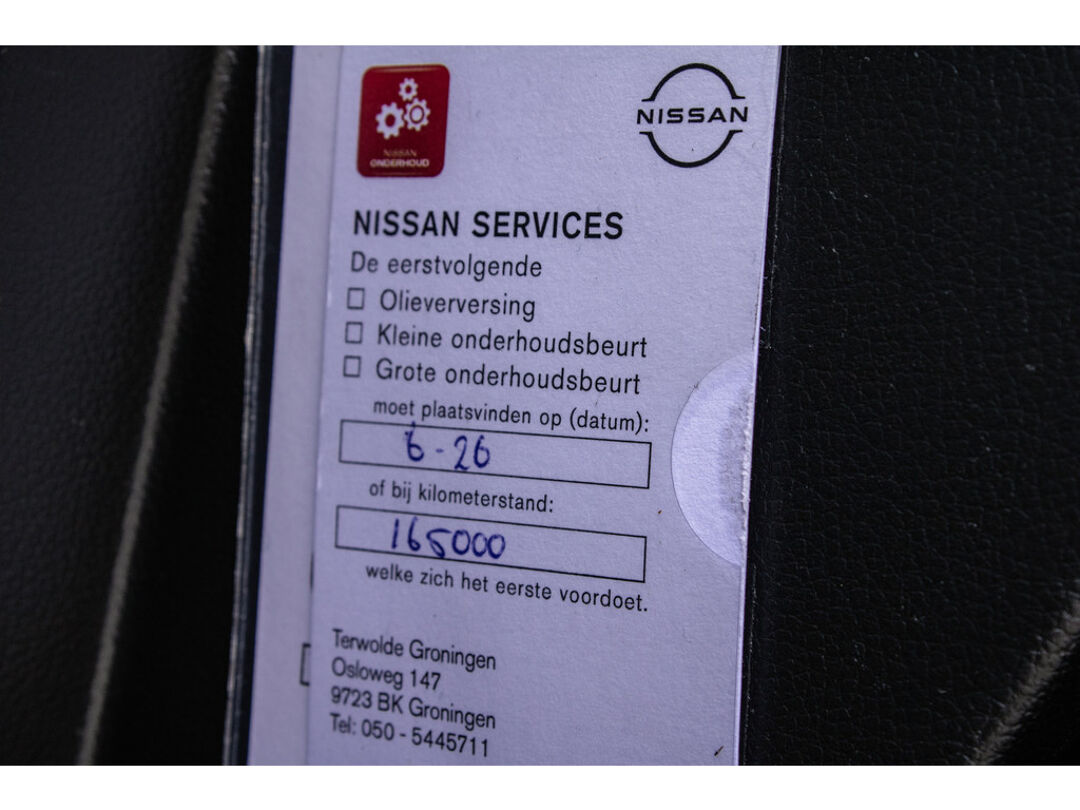 NISSAN
ONDERHOUD
NISSAN
NISSAN SERVICES
De eerstvolgende
☐ Olieverversing
☐ Kleine onderhoudsbeurt
☐ Grote onderhoudsbeurt
moet plaatsvinden op (datum):
6-26
of bij kilometerstand:
165000
welke zich het eerste voordoet.
Terwolde Groningen
Osloweg 147
9723 BK Groningen
Tel: 050 - 5445711